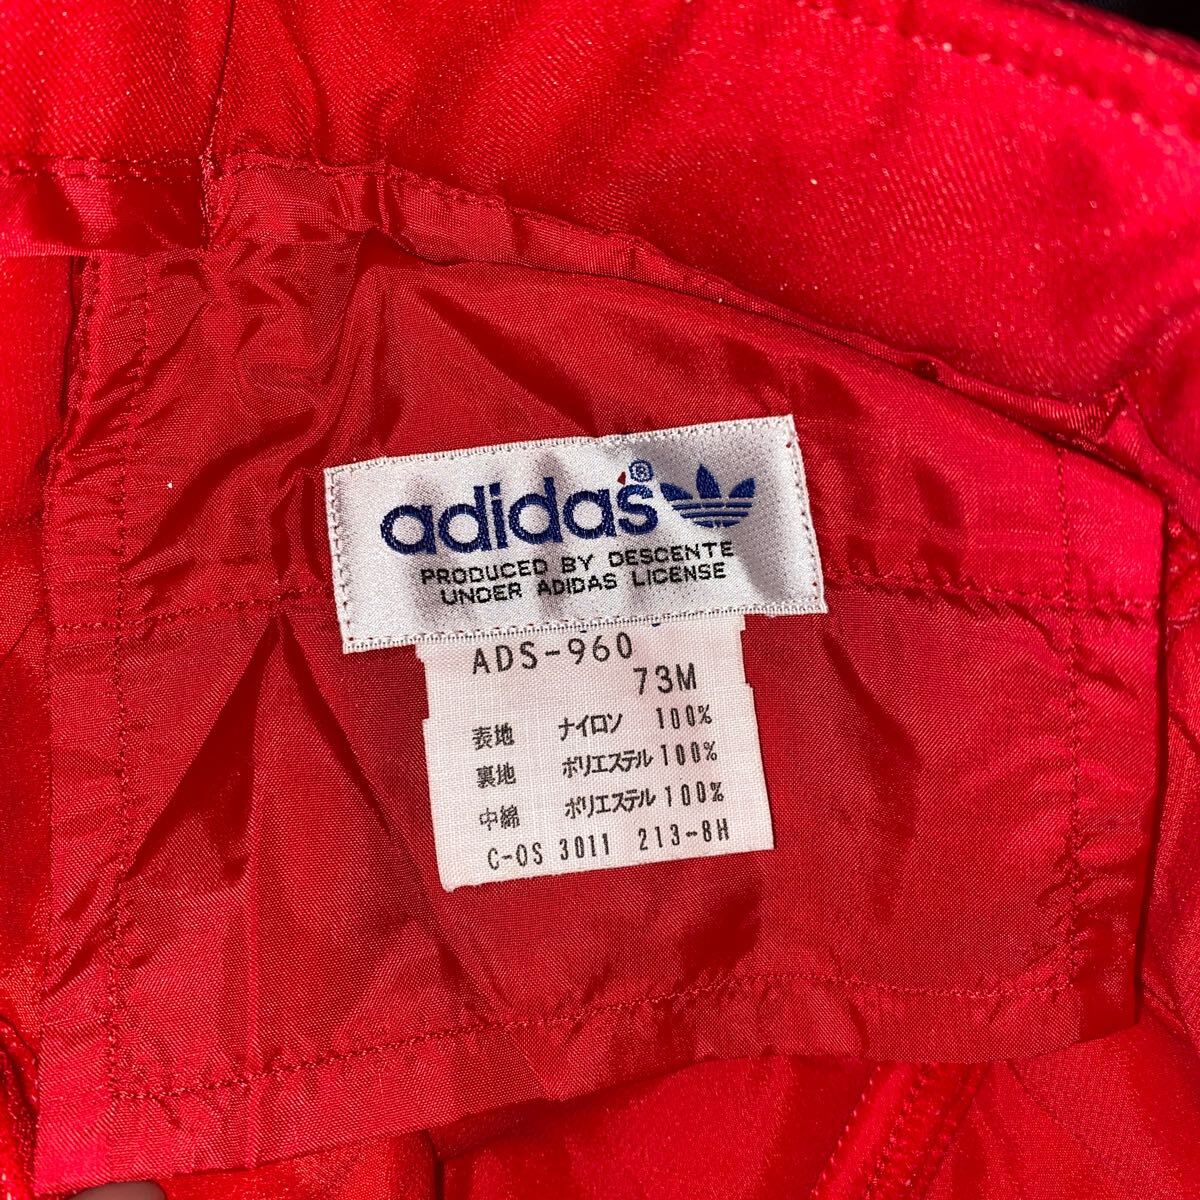 adidas®
PRODUCED BY DESCENTE
UNDER ADIDAS LICENSE
ADS-960
73M
表地 ナイロン 100%
裏地 ポリエステル 100%
中綿 ポリエステル 100%
C-OS 3011 213-8H